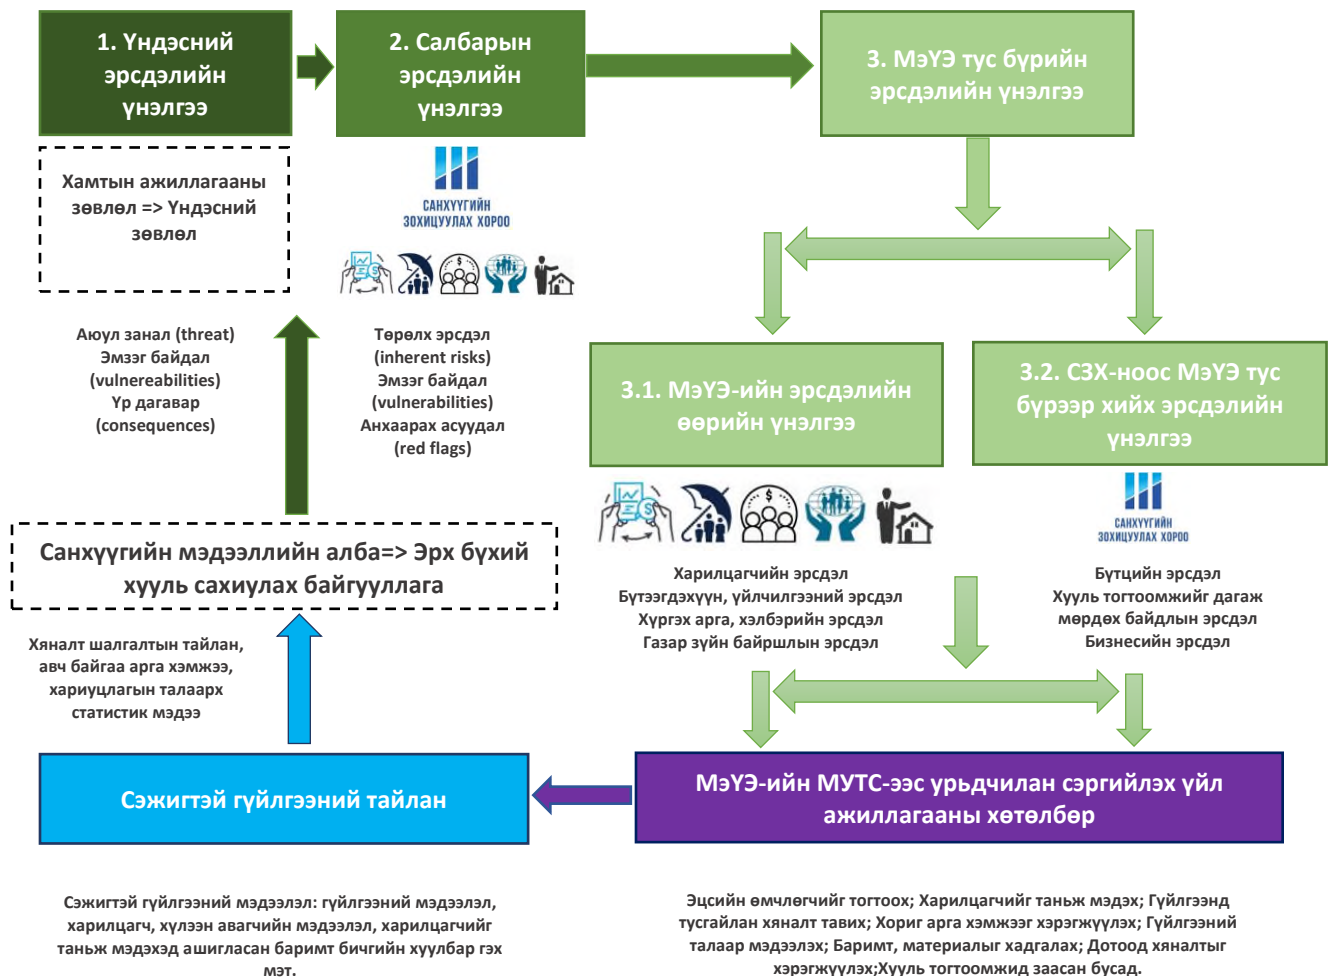 1. Үндэсний
эрсдэлийн
үнэлгээ
2. Салбарын
эрсдэлийн
үнэлгээ
3. МэҮЭ тус бүрийн
эрсдэлийн үнэлгээ
Хамтын ажиллагааны
зөвлөл => Үндэсний
зөвлөл
САНХҮҮГИЙН
ЗОХИЦУУЛАХ ХОРОО
Аюул занал (threat)
Эмзэг байдал
(vulnereabilities)
Үр дагавар
(consequences)
Төрөлх эрсдэл
(inherent risks)
Эмзэг байдал
(vulnerabilities)
Анхаарах асуудал
(red flags)
3.1. МэҮЭ-ийн эрсдэлийн
өөрийн үнэлгээ
3.2. СЗХ-ноос МэҮЭ тус
бүрээр хийх эрсдэлийн
үнэлгээ
САНХҮҮГИЙН
ЗОХИЦУУЛАХ ХОРОО
Санхүүгийн мэдээллийн алба=> Эрх бүхий
хууль сахиулах байгууллага
Харилцагчийн эрсдэл
Бүтээгдэхүүн, үйлчилгээний эрсдэл
Хүргэх арга, хэлбэрийн эрсдэл
Газар зүйн байршлын эрсдэл
Бүтцийн эрсдэл
Хууль тогтоомжийг дагаж
мөрдөх байдлын эрсдэл
Бизнесийн эрсдэл
Хяналт шалгалтын тайлан,
авч байгаа арга хэмжээ,
хариуцлагын талаарх
статистик мэдээ
Сэжигтэй гүйлгээний тайлан
МэҮЭ-ийн МУТС-ээс урьдчилан сэргийлэх үйл
ажиллагааны хөтөлбөр
Сэжигтэй гүйлгээний мэдээлэл: гүйлгээний мэдээлэл,
харилцагч, хүлээн авагчийн мэдээлэл, харилцагчийг
таньж мэдэхэд ашигласан баримт бичгийн хуулбар гэх
мэт.
Эцсийн өмчлөгчийг тогтоох; Харилцагчийг таньж мэдэх; Гүйлгээнд
тусгайлан хяналт тавих; Хориг арга хэмжээг хэрэгжүүлэх; Гүйлгээний
талаар мэдээлэх; Баримт, материалыг хадгалах; Дотоод хяналтыг
хэрэгжүүлэх;Хууль тогтоомжид заасан бусад.